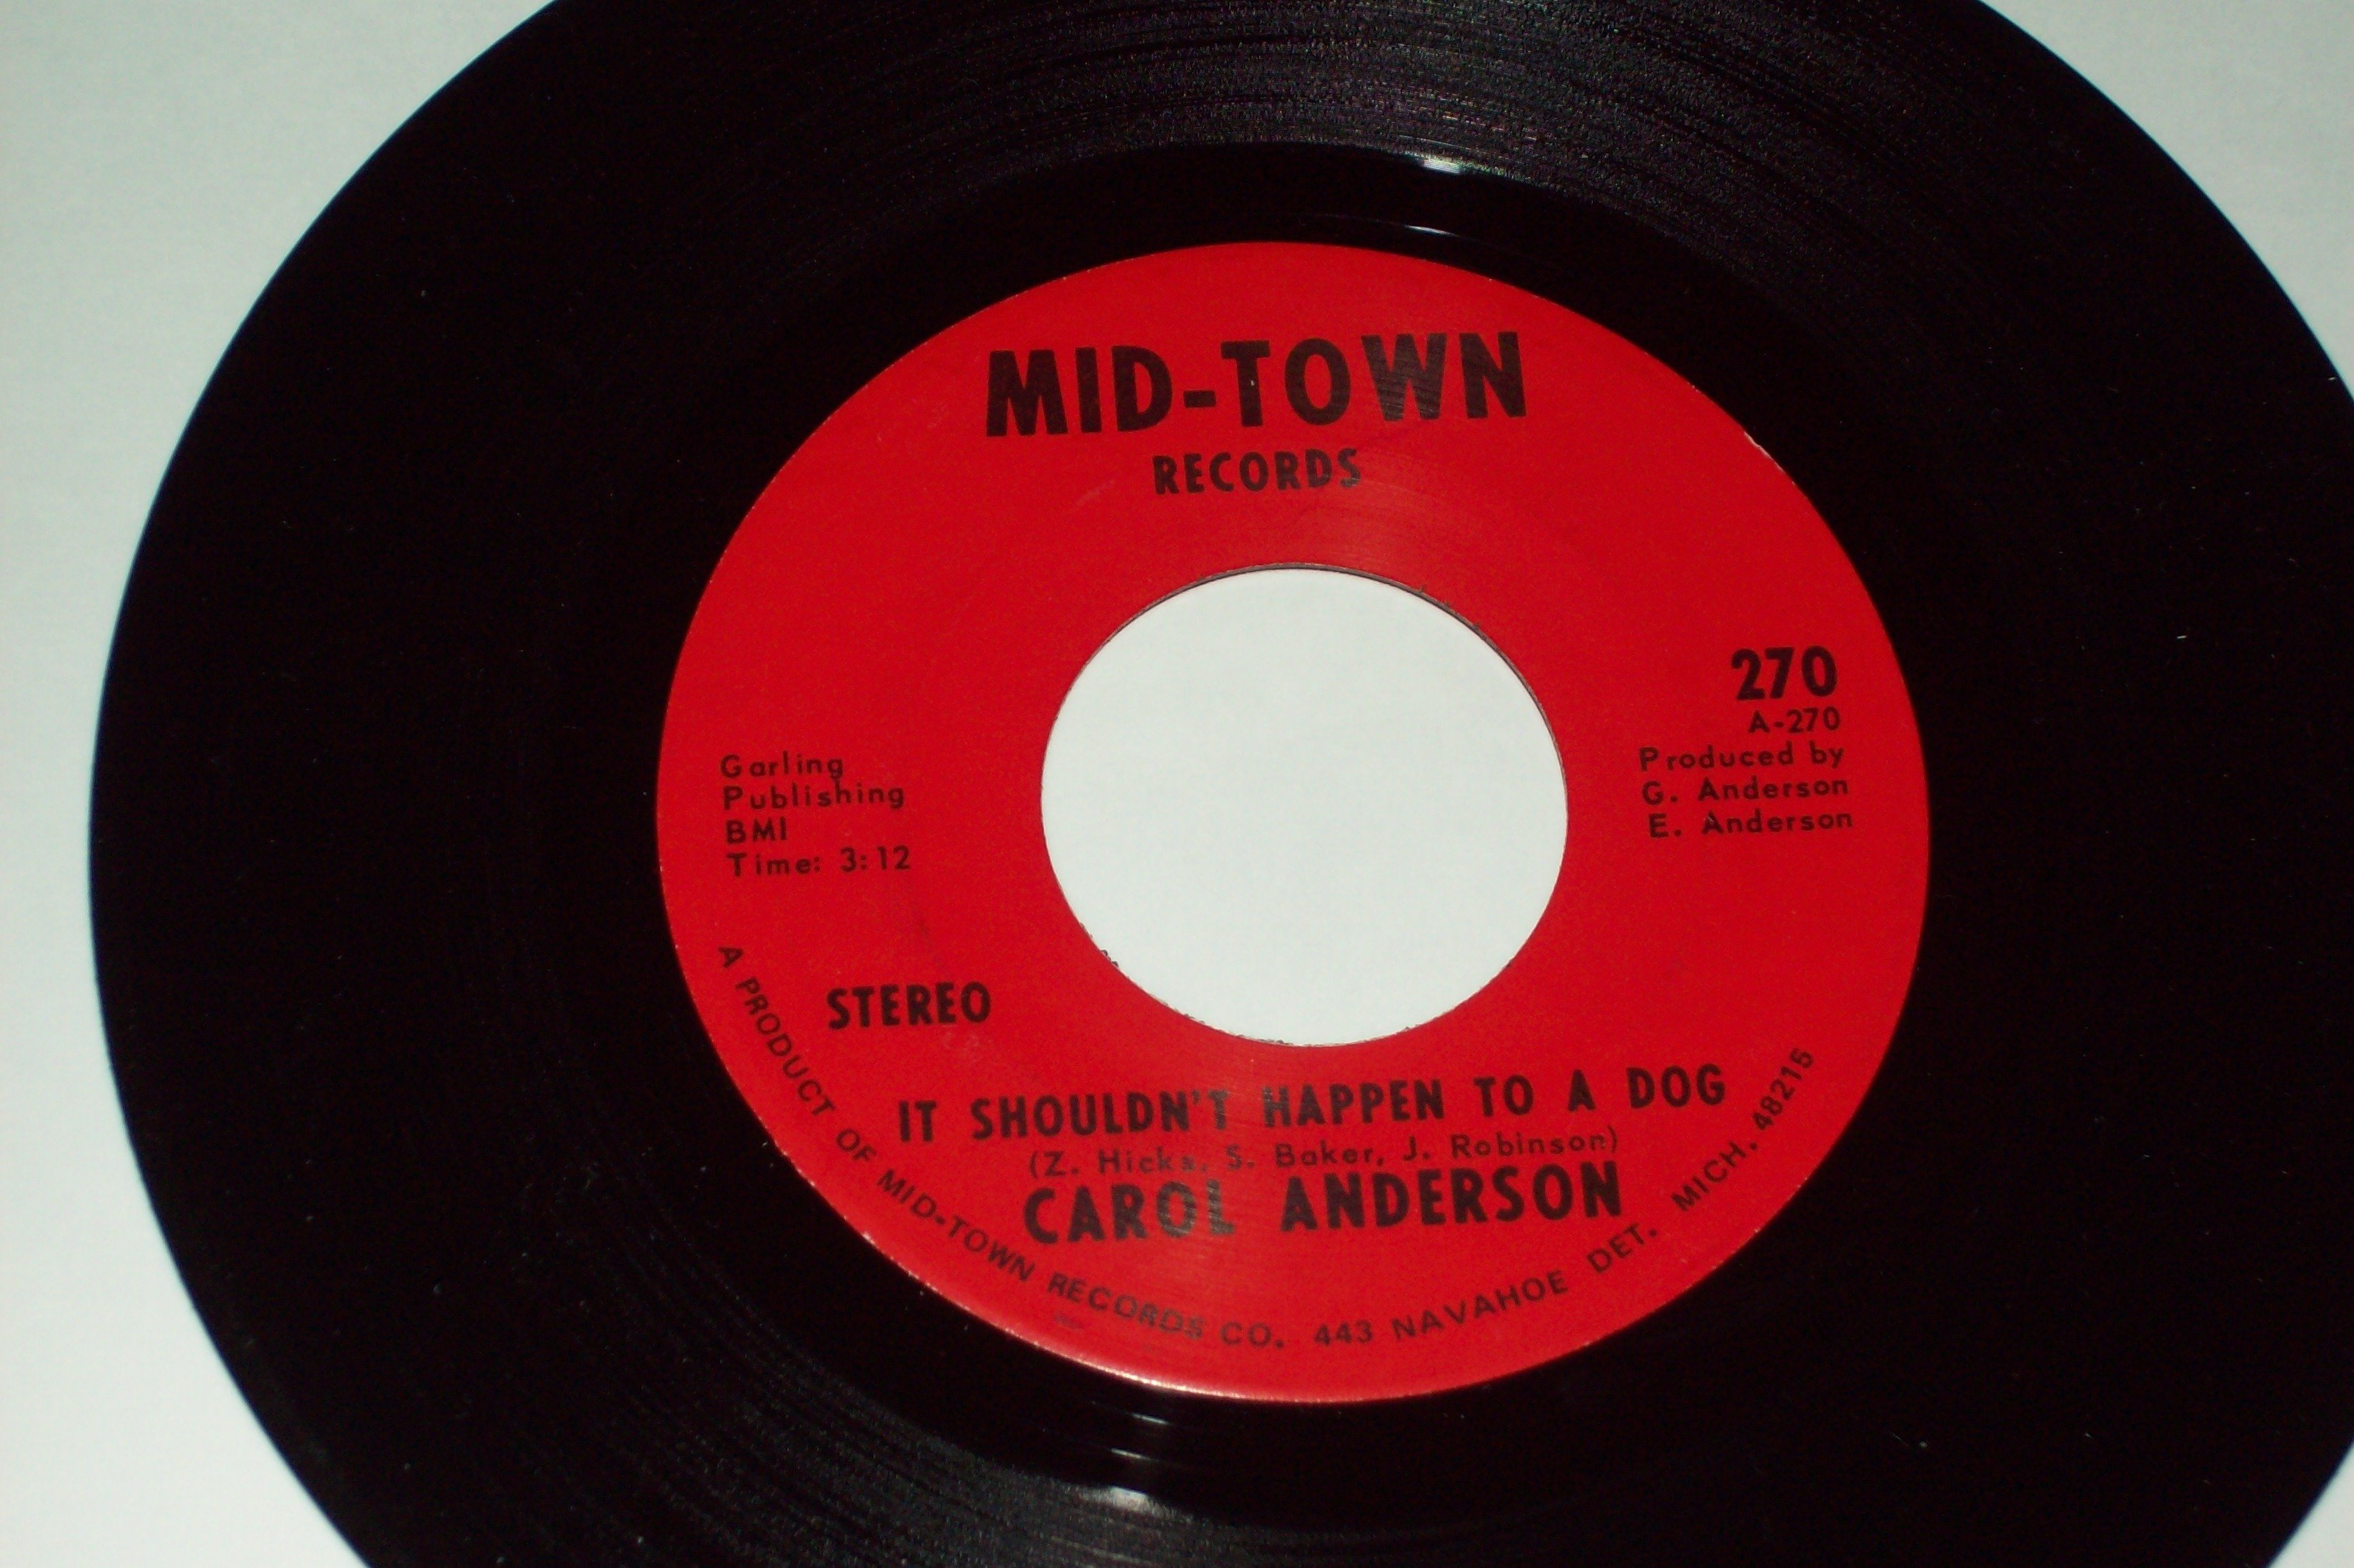 MID-TOWN
RECORDS
270
A-270
Produced by
G. Anderson
E. Anderson
Garling
Publishing
BMI
Time: 3:12
STEREO
IT SHOULDN'T HAPPEN TO A DOG
(Z. Hicks, S. Baker, J. Robinson)
CAROL ANDERSON
A PRODUCT OF MID-TOWN RECORDS CO. 443 NAVAHOE DET. MICH. 48215